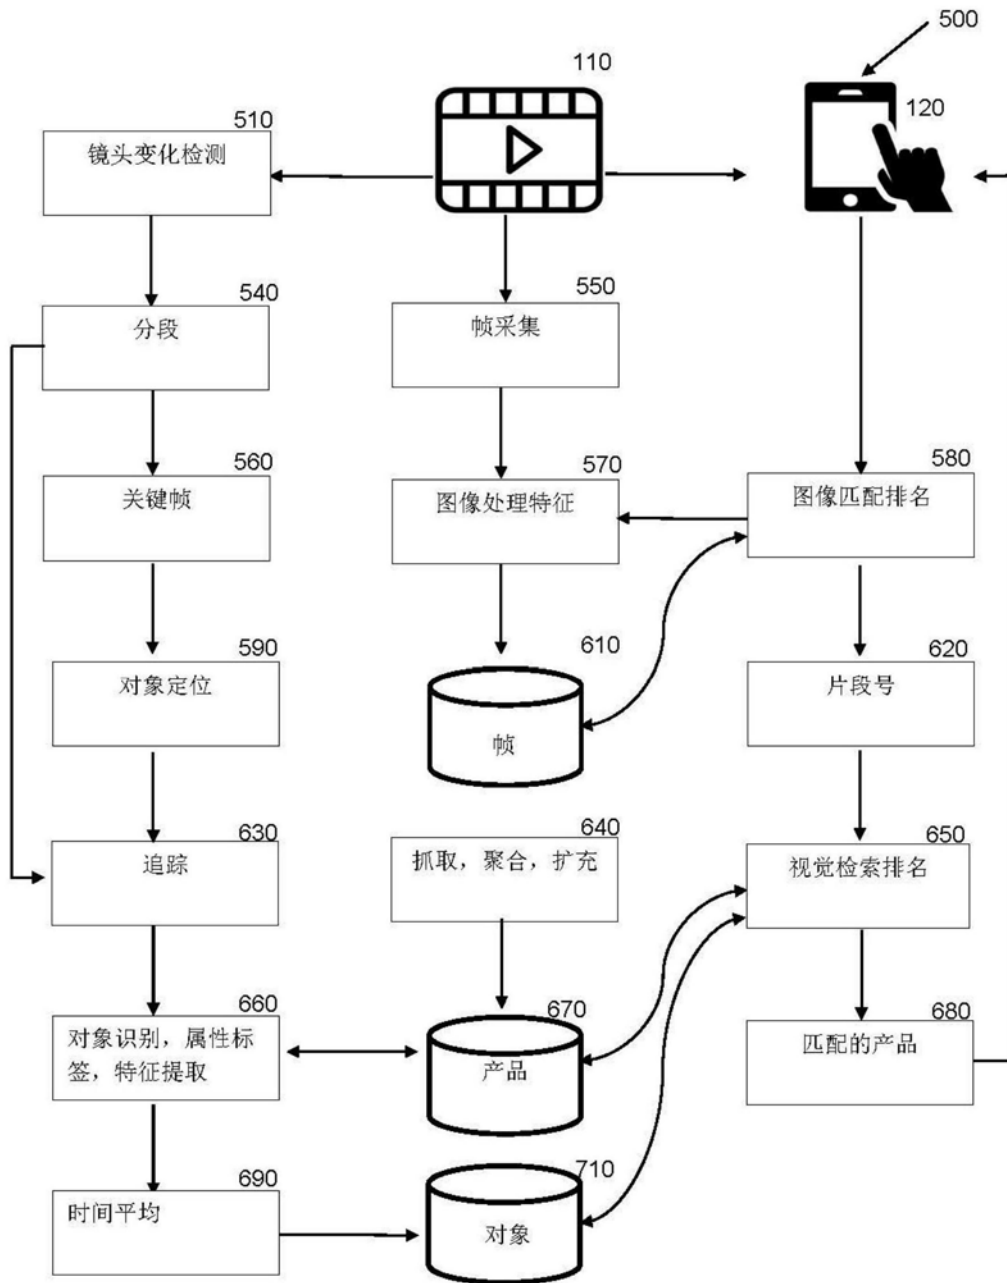 500
110
120
510
镜头变化检测
540
分段
550
帧采集
560
关键帧
570
图像处理特征
580
图像匹配排名
590
对象定位
610
帧
620
片段号
630
追踪
640
抓取，聚合，扩充
650
视觉检索排名
660
对象识别，属性标
签，特征提取
670
产品
680
匹配的产品
690
时间平均
710
对象